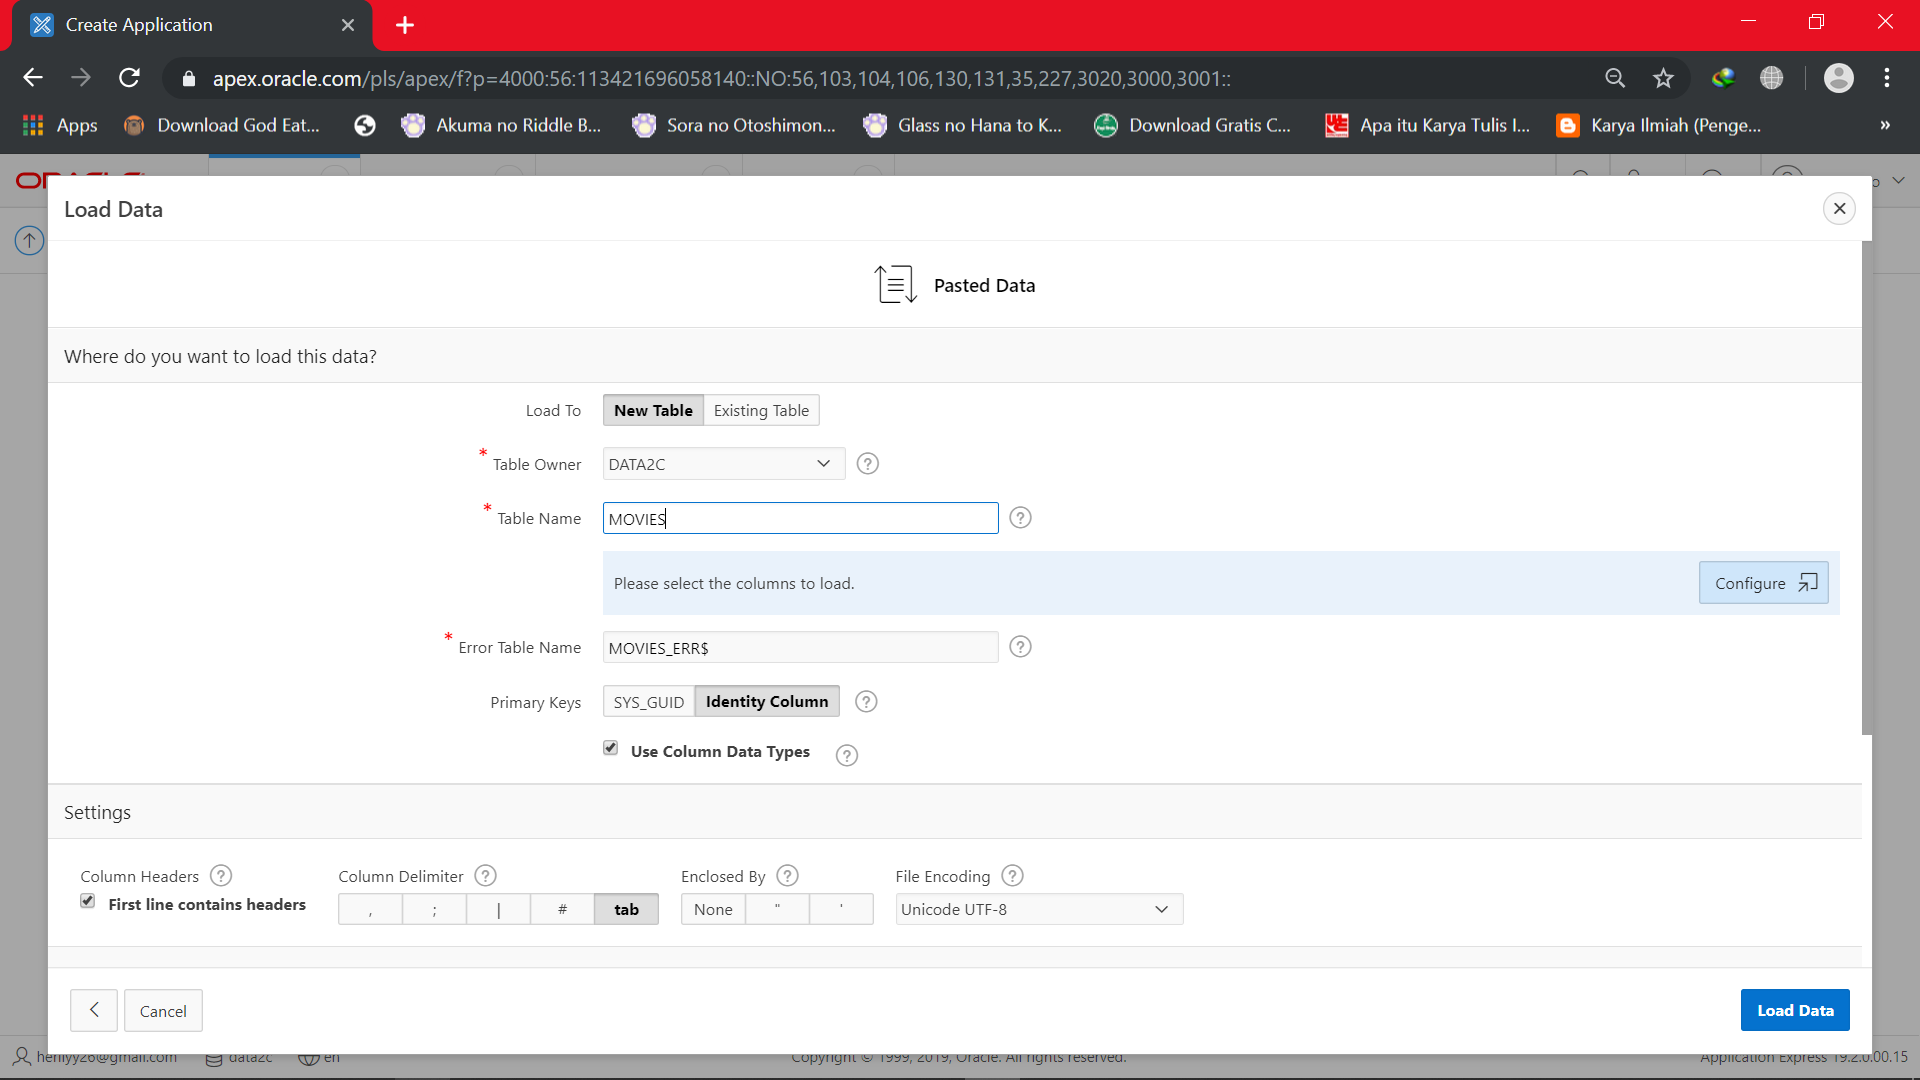 Create Application
apex.oracle.com/pls/apex/f?p=4000:56:113421696058140::NO:56,103,104,106,130,131,35,227,3020,3000,3001::
Apps Download God Eat... Akuma no Riddle B... Sora no Otoshimon... Glass no Hana to K... Download Gratis C... Apa itu Karya Tulis I... Karya Ilmiah (Penge... »
Load Data
Pasted Data
Where do you want to load this data?
Load To New Table Existing Table
* Table Owner DATA2C ?
* Table Name MOVIES ?
Please select the columns to load. Configure
* Error Table Name MOVIES_ERR$ ?
Primary Keys SYS_GUID Identity Column ?
Use Column Data Types ?
Settings
Column Headers ? Column Delimiter ? Enclosed By ? File Encoding ?
First line contains headers , ; | # tab None " ' Unicode UTF-8
Cancel Load Data
herilyy26@gmail.com data2c en Copyright © 1999, 2019, Oracle. All rights reserved. Application Express 19.2.0.00.15